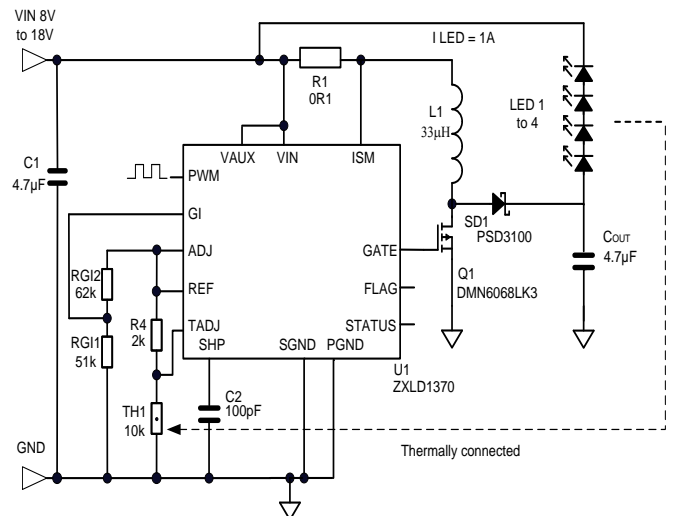 VIN 8V
to 18V
I LED = 1A
R1
0R1
L1
33µH
LED 1
to 4
C1
4.7µF
VAUX
VIN
ISM
PWM
GI
SD1
PSD3100
ADJ
GATE
COUT
4.7µF
RGI2
62k
Q1
DMN6068LK3
REF
FLAG
R4
2k
TADJ
STATUS
RGI1
51k
SHP
SGND
PGND
U1
ZXLD1370
C2
100pF
TH1
10k
GND
Thermally connected